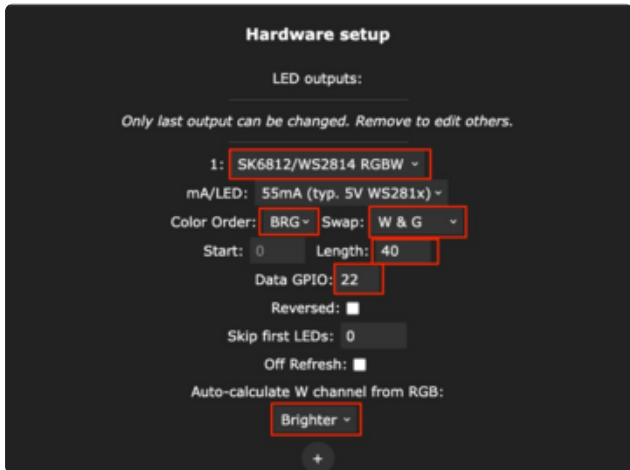 Hardware setup
LED outputs:
Only last output can be changed. Remove to edit others.
1: SK6812/WS2814 RGBW
mA/LED: 55mA (typ. 5V WS281x)
Color Order: BRG Swap: W & G
Start: 0 Length: 40
Data GPIO: 22
Reversed:
Skip first LEDs: 0
Off Refresh:
Auto-calculate W channel from RGB:
Brighter
+